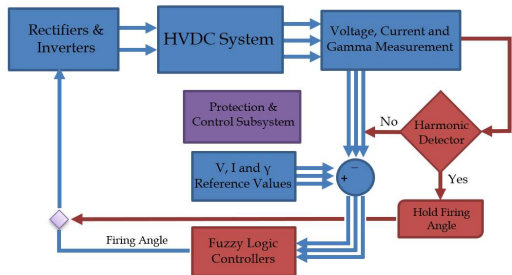 Rectifiers &
Inverters
HVDC System
Voltage, Current and
Gamma Measurement
Protection &
Control Subsystem
No
Harmonic
Detector
V, I and γ
Reference Values
+
−
Yes
Hold Firing
Angle
Firing Angle
Fuzzy Logic
Controllers